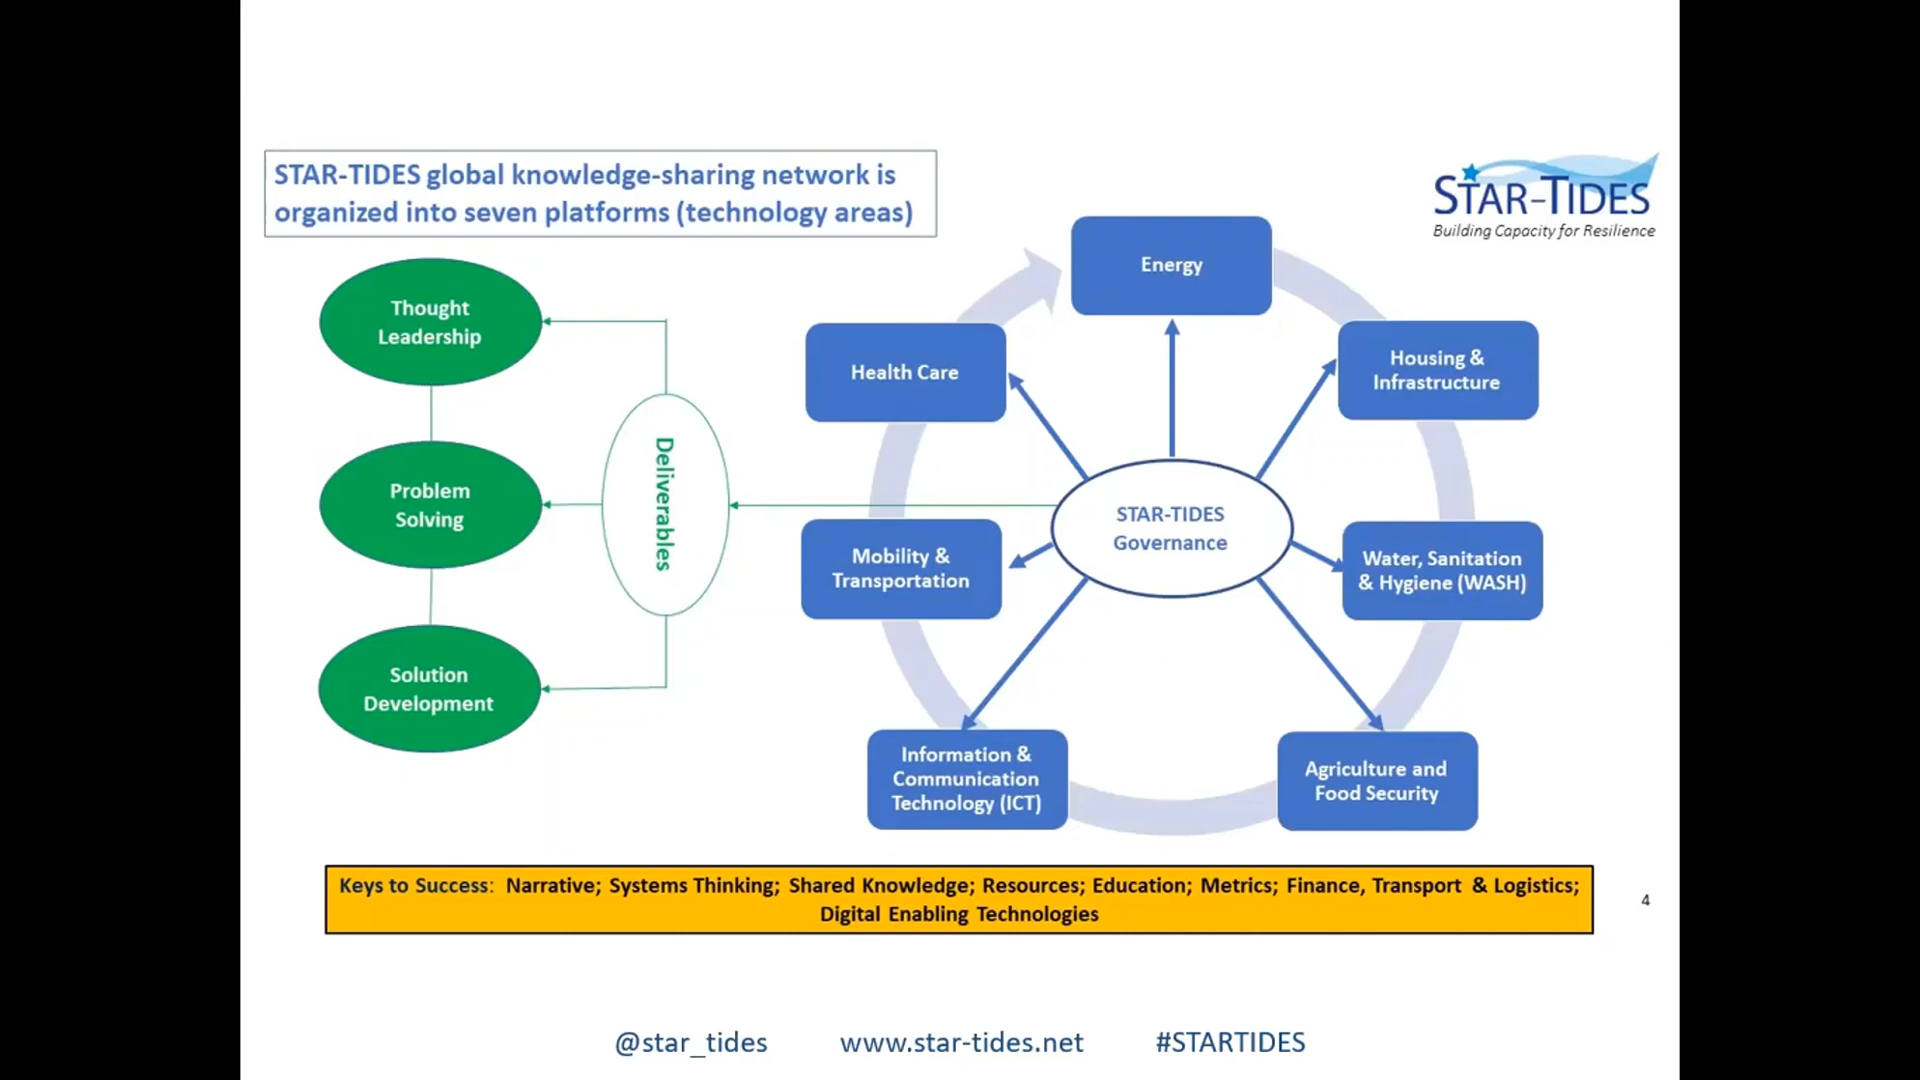 STAR-TIDES global knowledge-sharing network is
organized into seven platforms (technology areas)
STAR-TIDES
Building Capacity for Resilience
Thought
Leadership
Problem
Solving
Solution
Development
Deliverables
Energy
Housing &
Infrastructure
Water, Sanitation
& Hygiene (WASH)
Agriculture and
Food Security
Information &
Communication
Technology (ICT)
Mobility &
Transportation
Health Care
STAR-TIDES
Governance
Keys to Success: Narrative; Systems Thinking; Shared Knowledge; Resources; Education; Metrics; Finance, Transport & Logistics;
Digital Enabling Technologies
4
@star_tides www.star-tides.net #STARTIDES